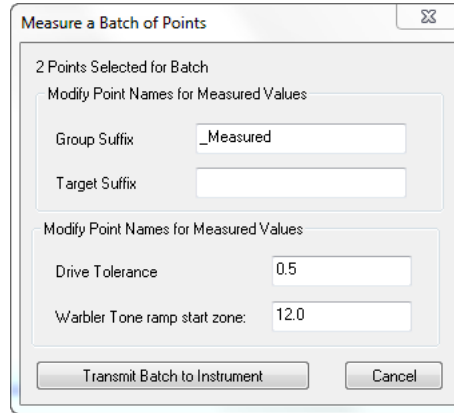 Measure a Batch of Points
2 Points Selected for Batch
Modify Point Names for Measured Values
Group Suffix _Measured
Target Suffix
Modify Point Names for Measured Values
Drive Tolerance 0.5
Warbler Tone ramp start zone: 12.0
Transmit Batch to Instrument Cancel